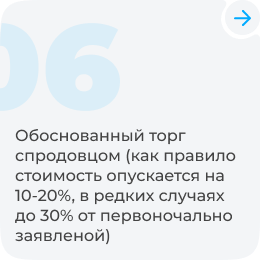 06
Обоснованный торг
спродовцом (как правило
стоимость опускается на
10-20%, в редких случаях
до 30% от первоночально
заявленой)